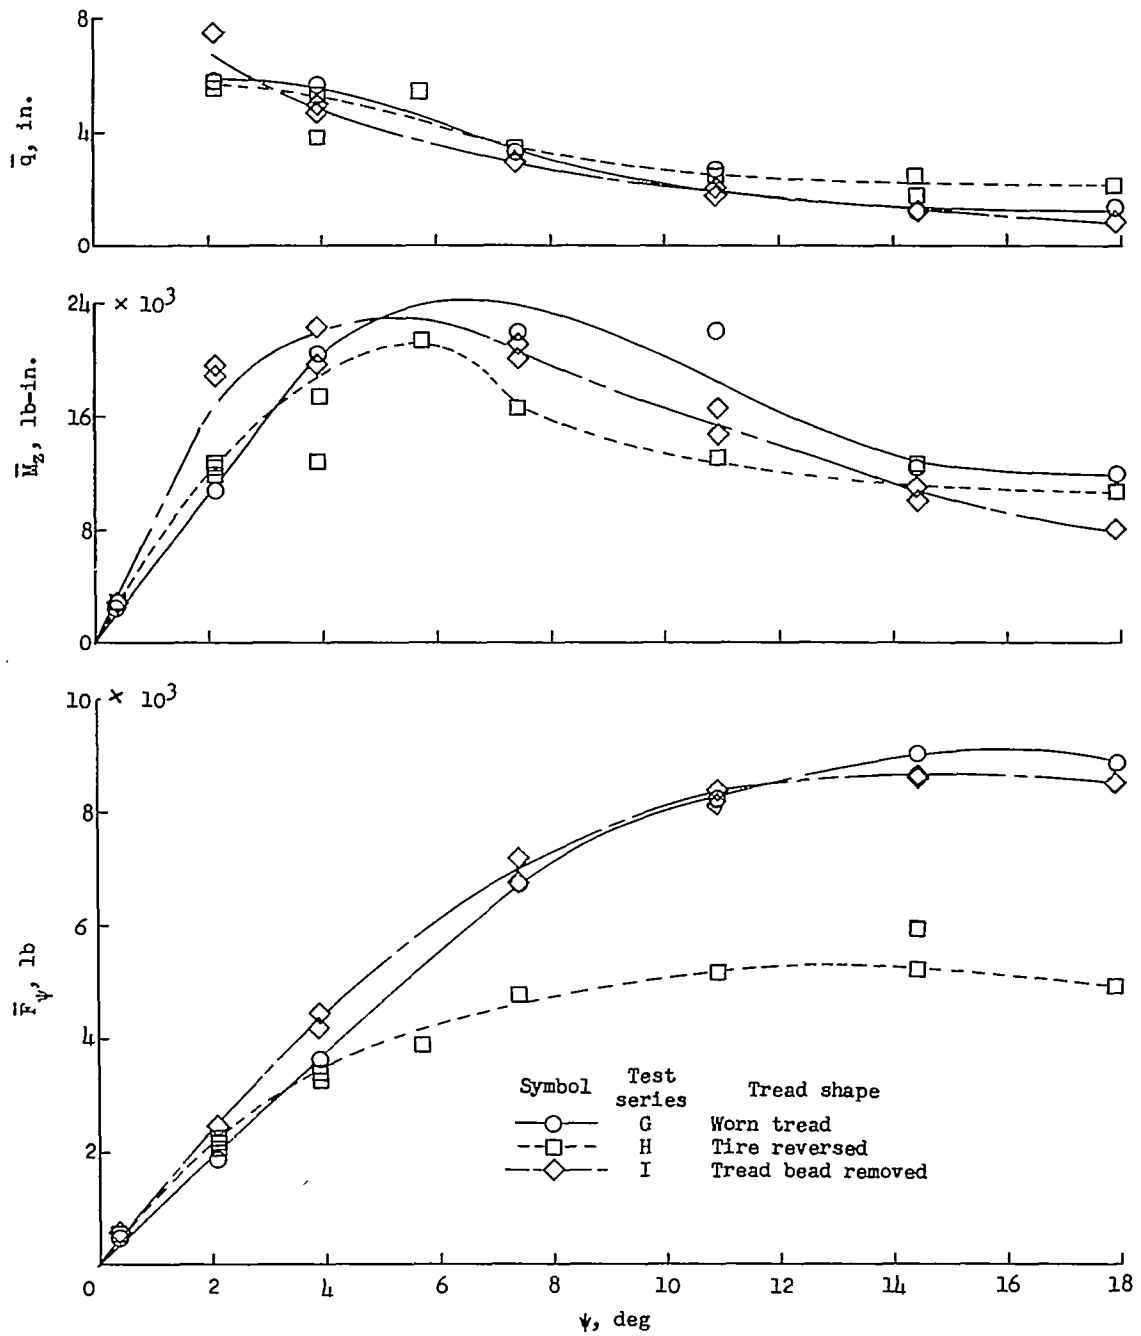 8
4
0
q̅, in.
24 × 10³
16
8
0
M̅z, lb-in.
10 × 10³
8
6
4
2
F̅ψ, lb
Symbol Test series Tread shape
G Worn tread
H Tire reversed
I Tread bead removed
0 2 4 6 8 10 12 14 16 18
ψ, deg